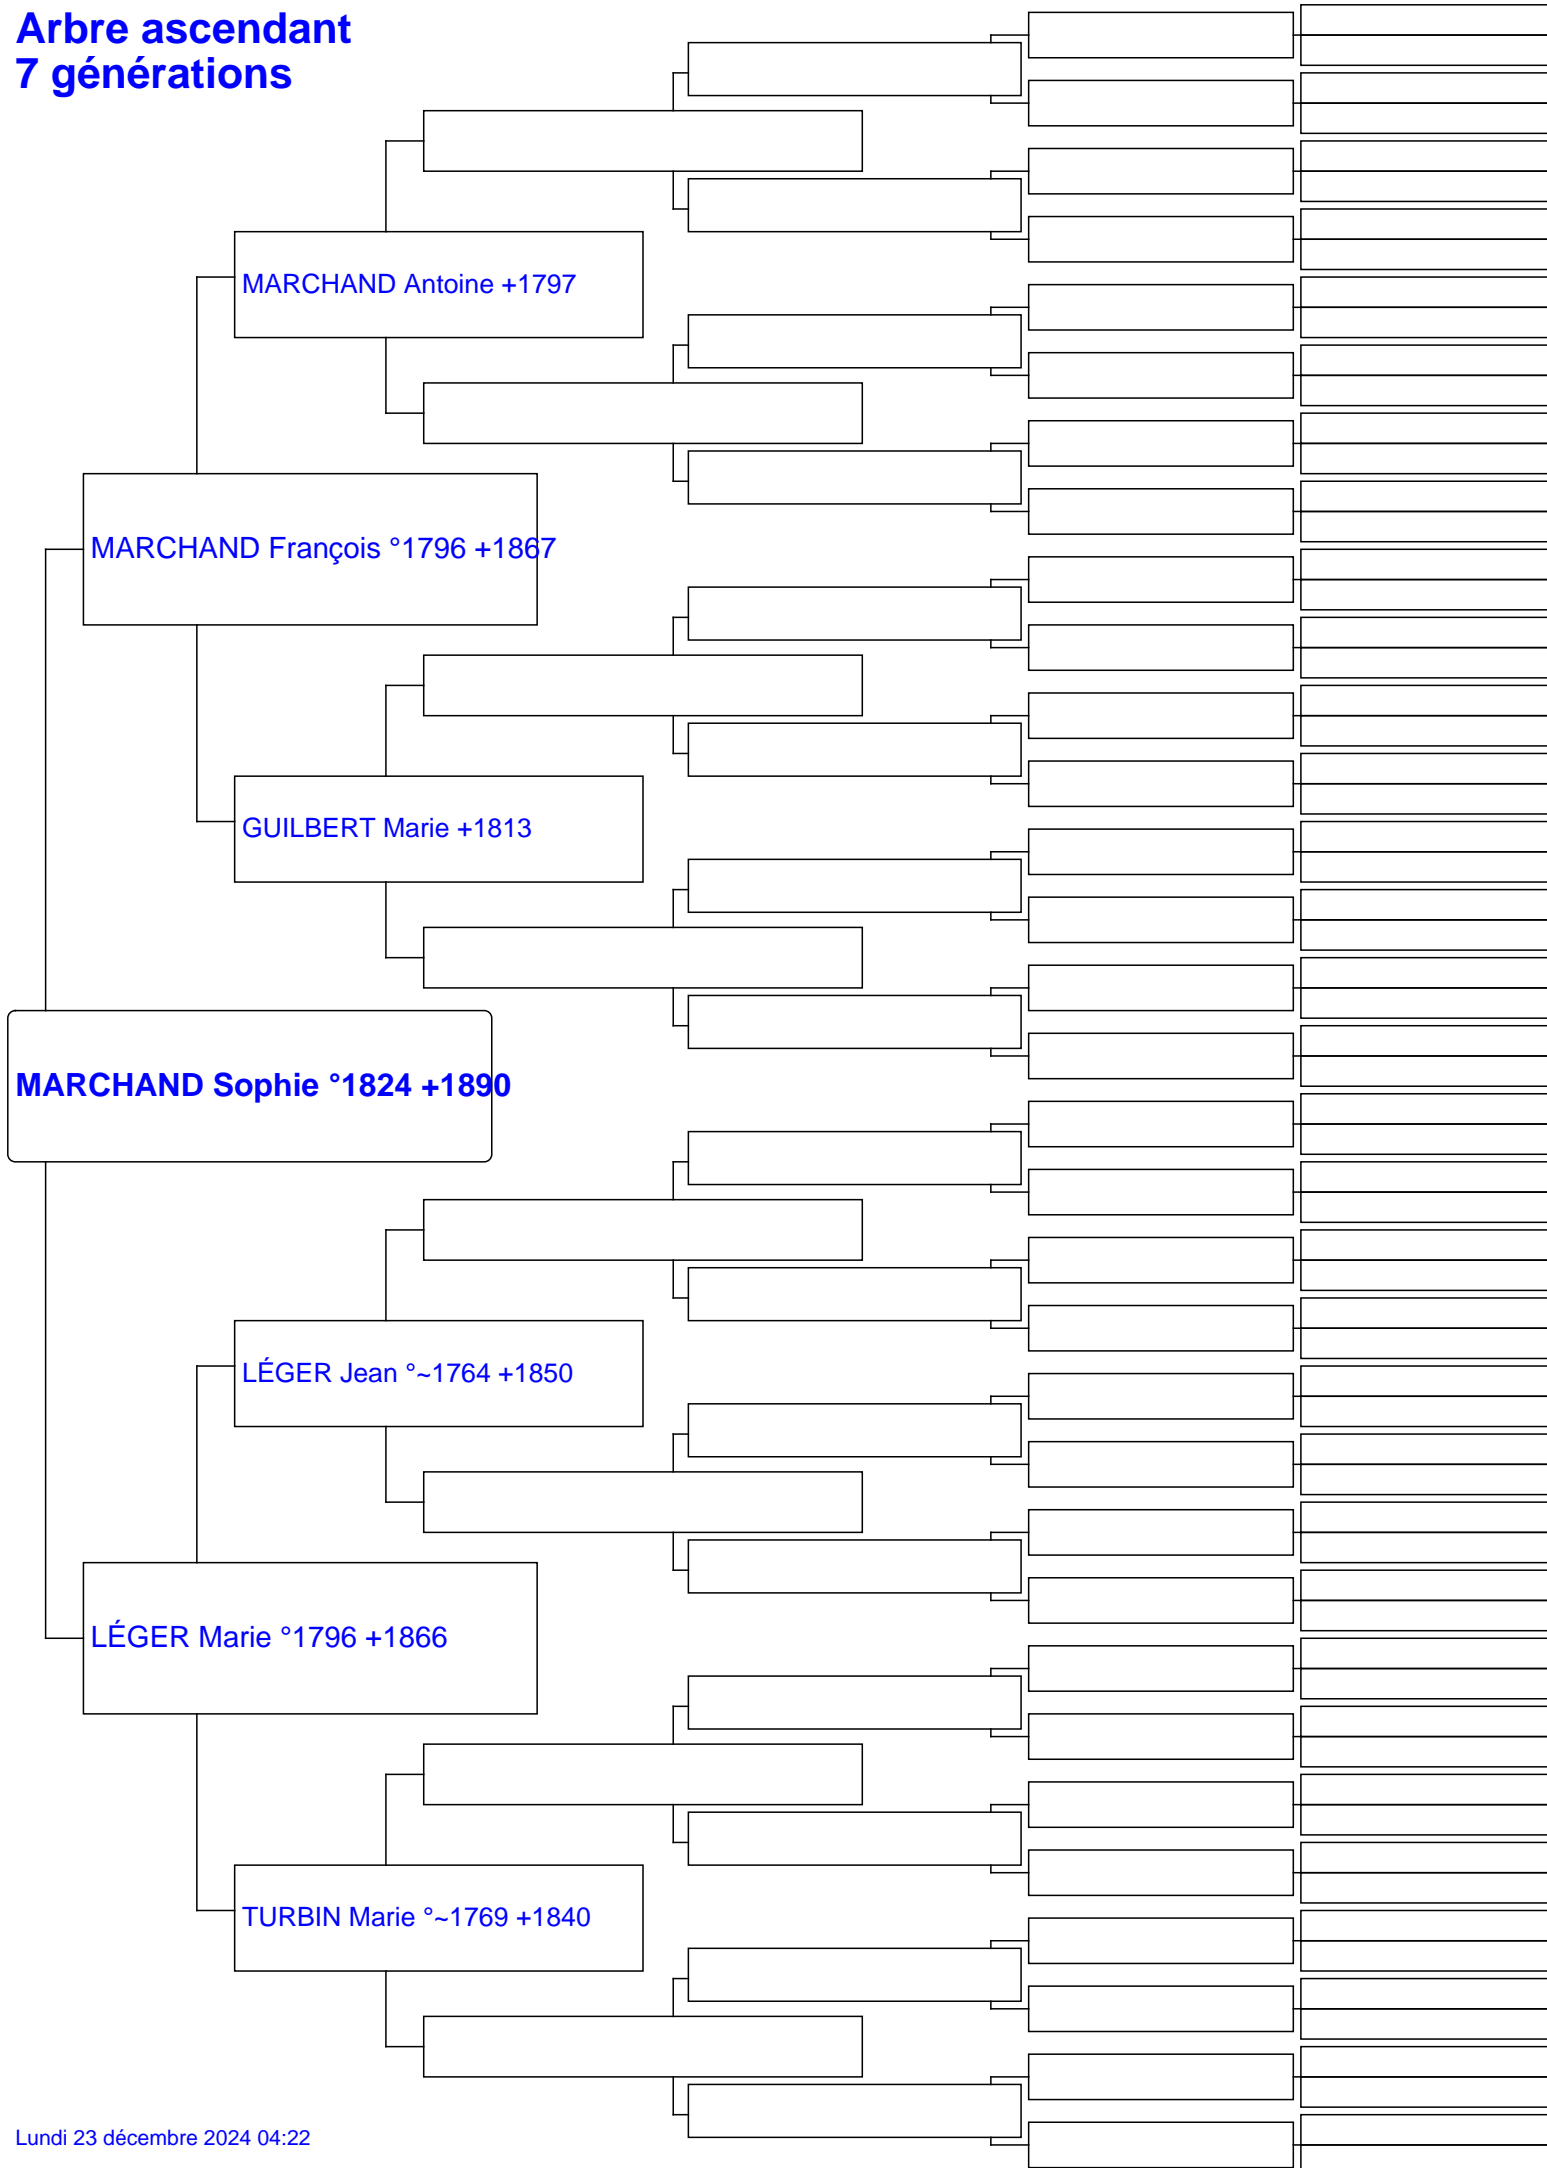 Arbre ascendant
7 générations
MARCHAND Antoine +1797
MARCHAND François °1796 +1867
GUILBERT Marie +1813
MARCHAND Sophie °1824 +1890
LÉGER Jean °~1764 +1850
LÉGER Marie °1796 +1866
TURBIN Marie °~1769 +1840
Lundi 23 décembre 2024 04:22